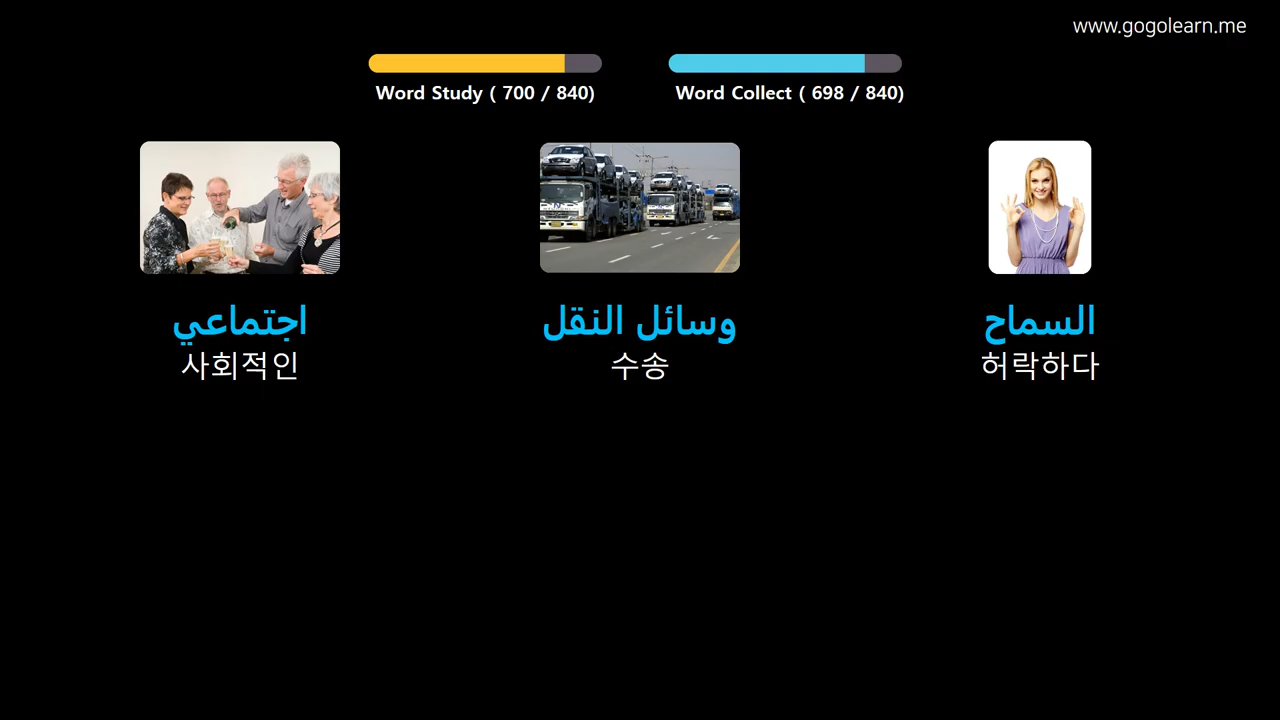 www.gogolearn.me
Word Study ( 700 / 840)
Word Collect ( 698 / 840)
اجتماعي
사회적인
وسائل النقل
수송
السماح
허락하다